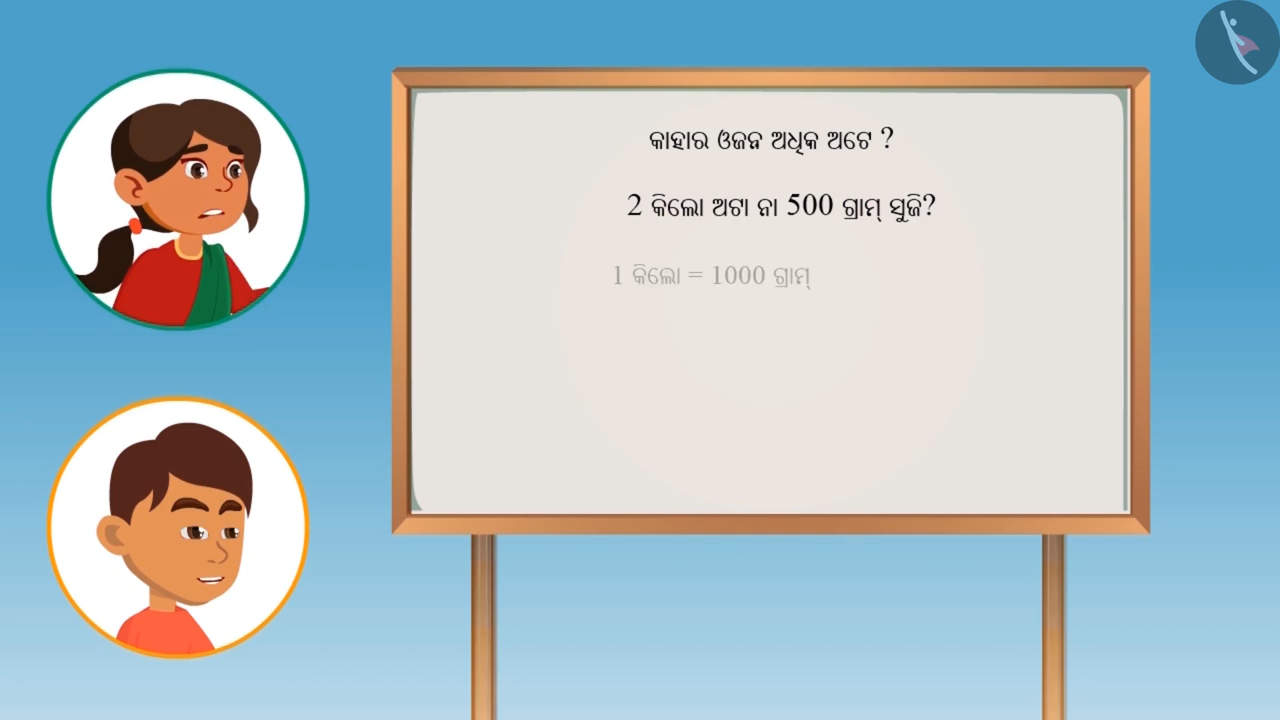 କାହାର ଓଜନ ଅଧିକ ଅଟେ ?
2 କିଲୋ ଅଟା ନା 500 ଗ୍ରାମ୍ ସୁଜି?
1 କିଲୋ = 1000 ଗ୍ରାମ୍